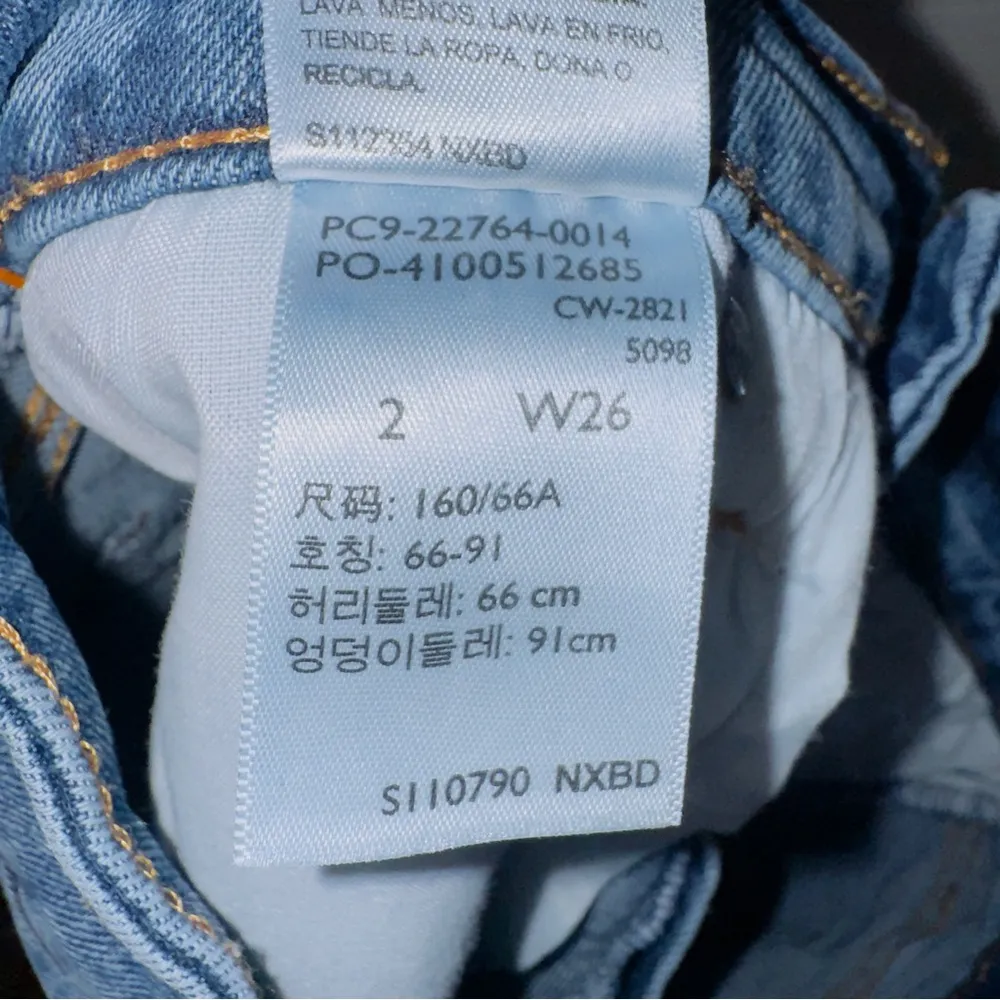 LAVA MENOS, LAVA EN FRIO,
TIENDE LA ROPA, DONA O
RECICLA.
S112384 NXBD
PC9-22764-0014
PO-4100512685
CW-2821
5098
2 W26
尺码: 160/66A
호칭: 66-91
허리둘레: 66 cm
엉덩이둘레: 91cm
S110790 NXBD